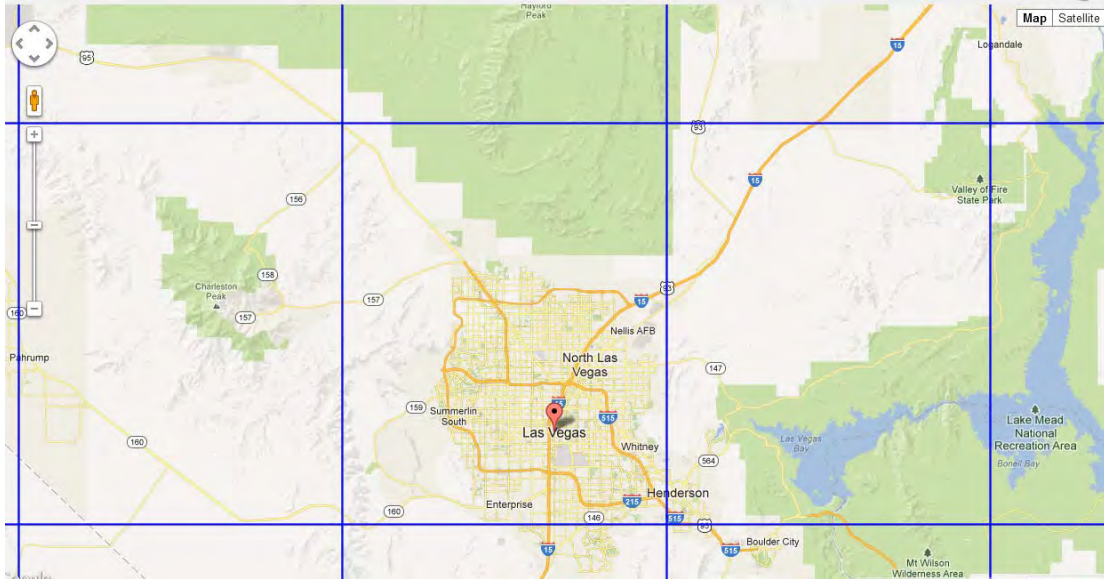 Hayford
Peak
Map Satellite
15
Logandale
95
93
15
Valley of Fire
State Park
156
158
Charleston
Peak
157
157
160
93
15
Nellis AFB
Pahrump
North Las
Vegas
147
159
Summerlin
South
15
515
Las Vegas
Las Vegas
Bay
Lake Mead
National
Recreation Area
Whitney
564
Bonell Bay
160
Henderson
Enterprise
215
160
146
515
93
Boulder City
15
515
Mt Wilson
Wilderness Area